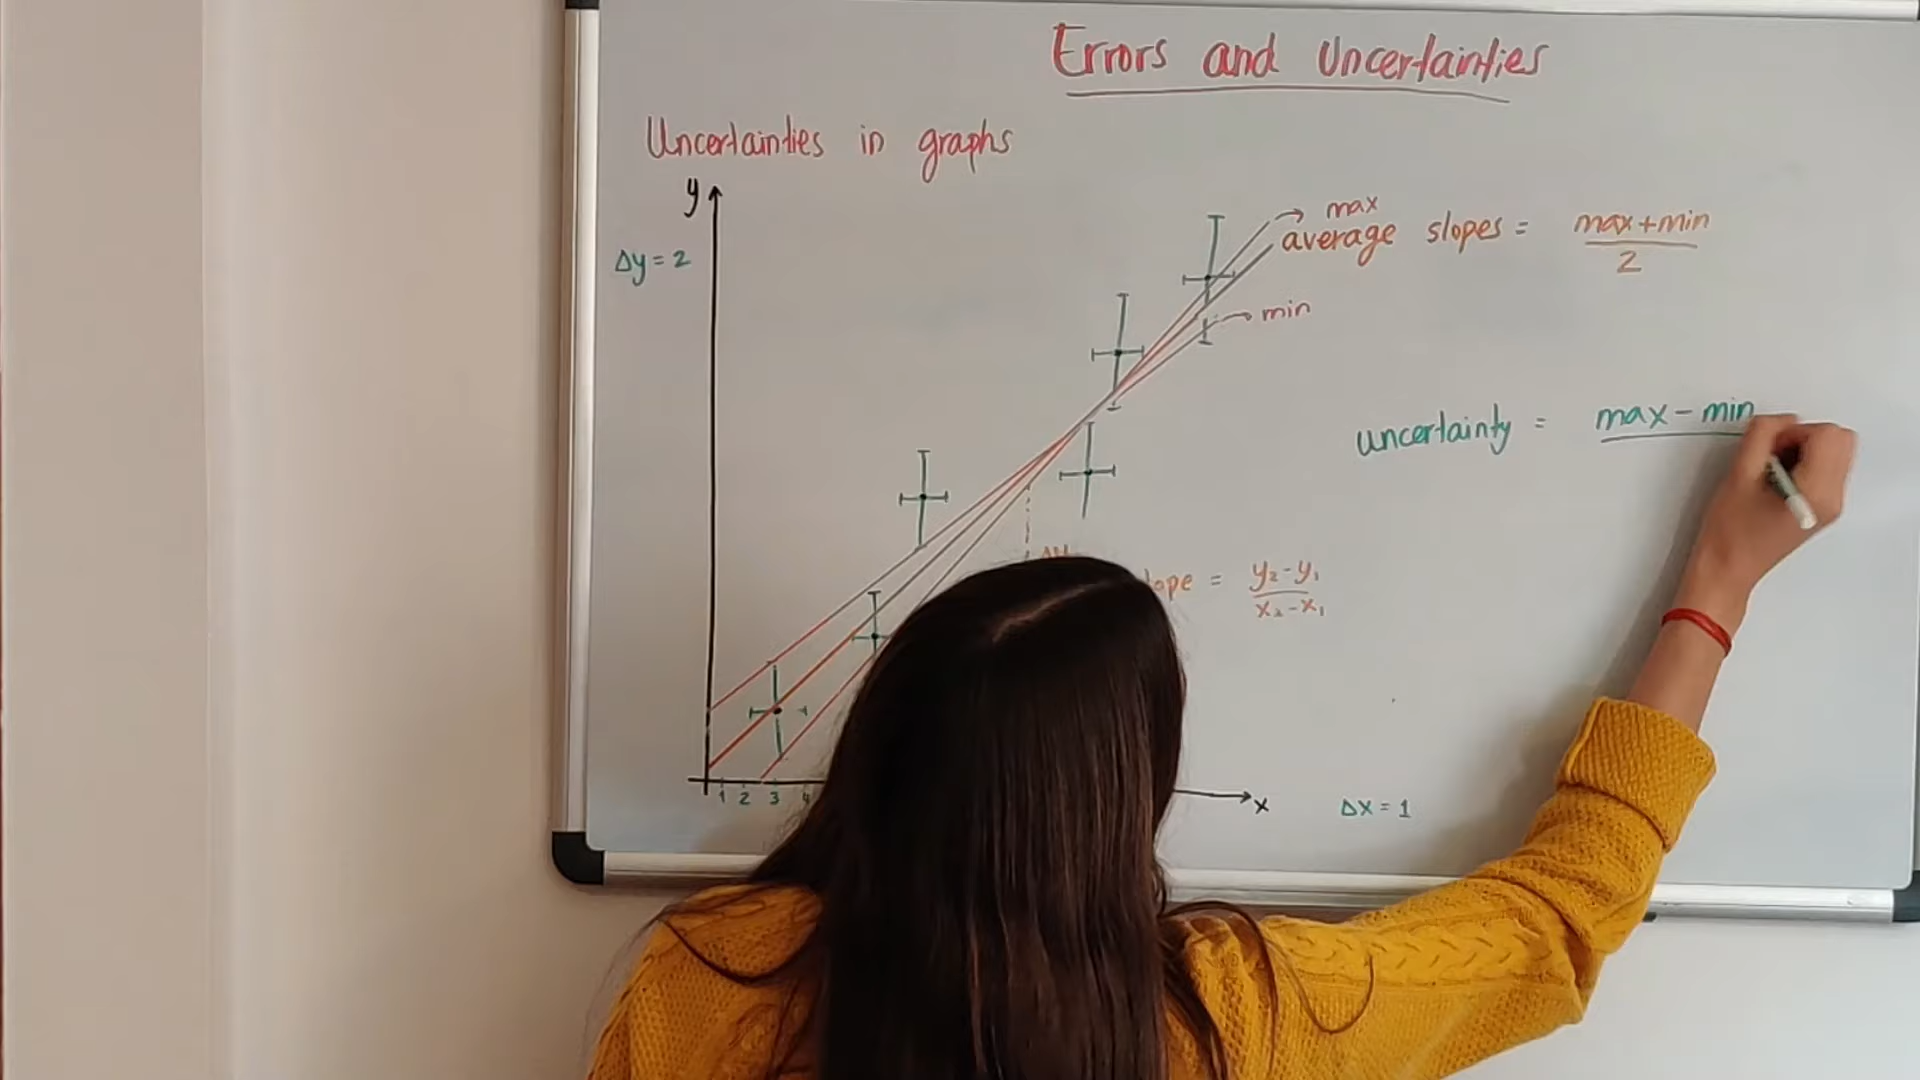 Errors and Uncertainties
Uncertainties in graphs
y
Δy = 2
max
average slopes = max+min
2
min
uncertainty = max - min
= y₂-y₁
x₂-x₁
1 2 3 4
x
Δx = 1